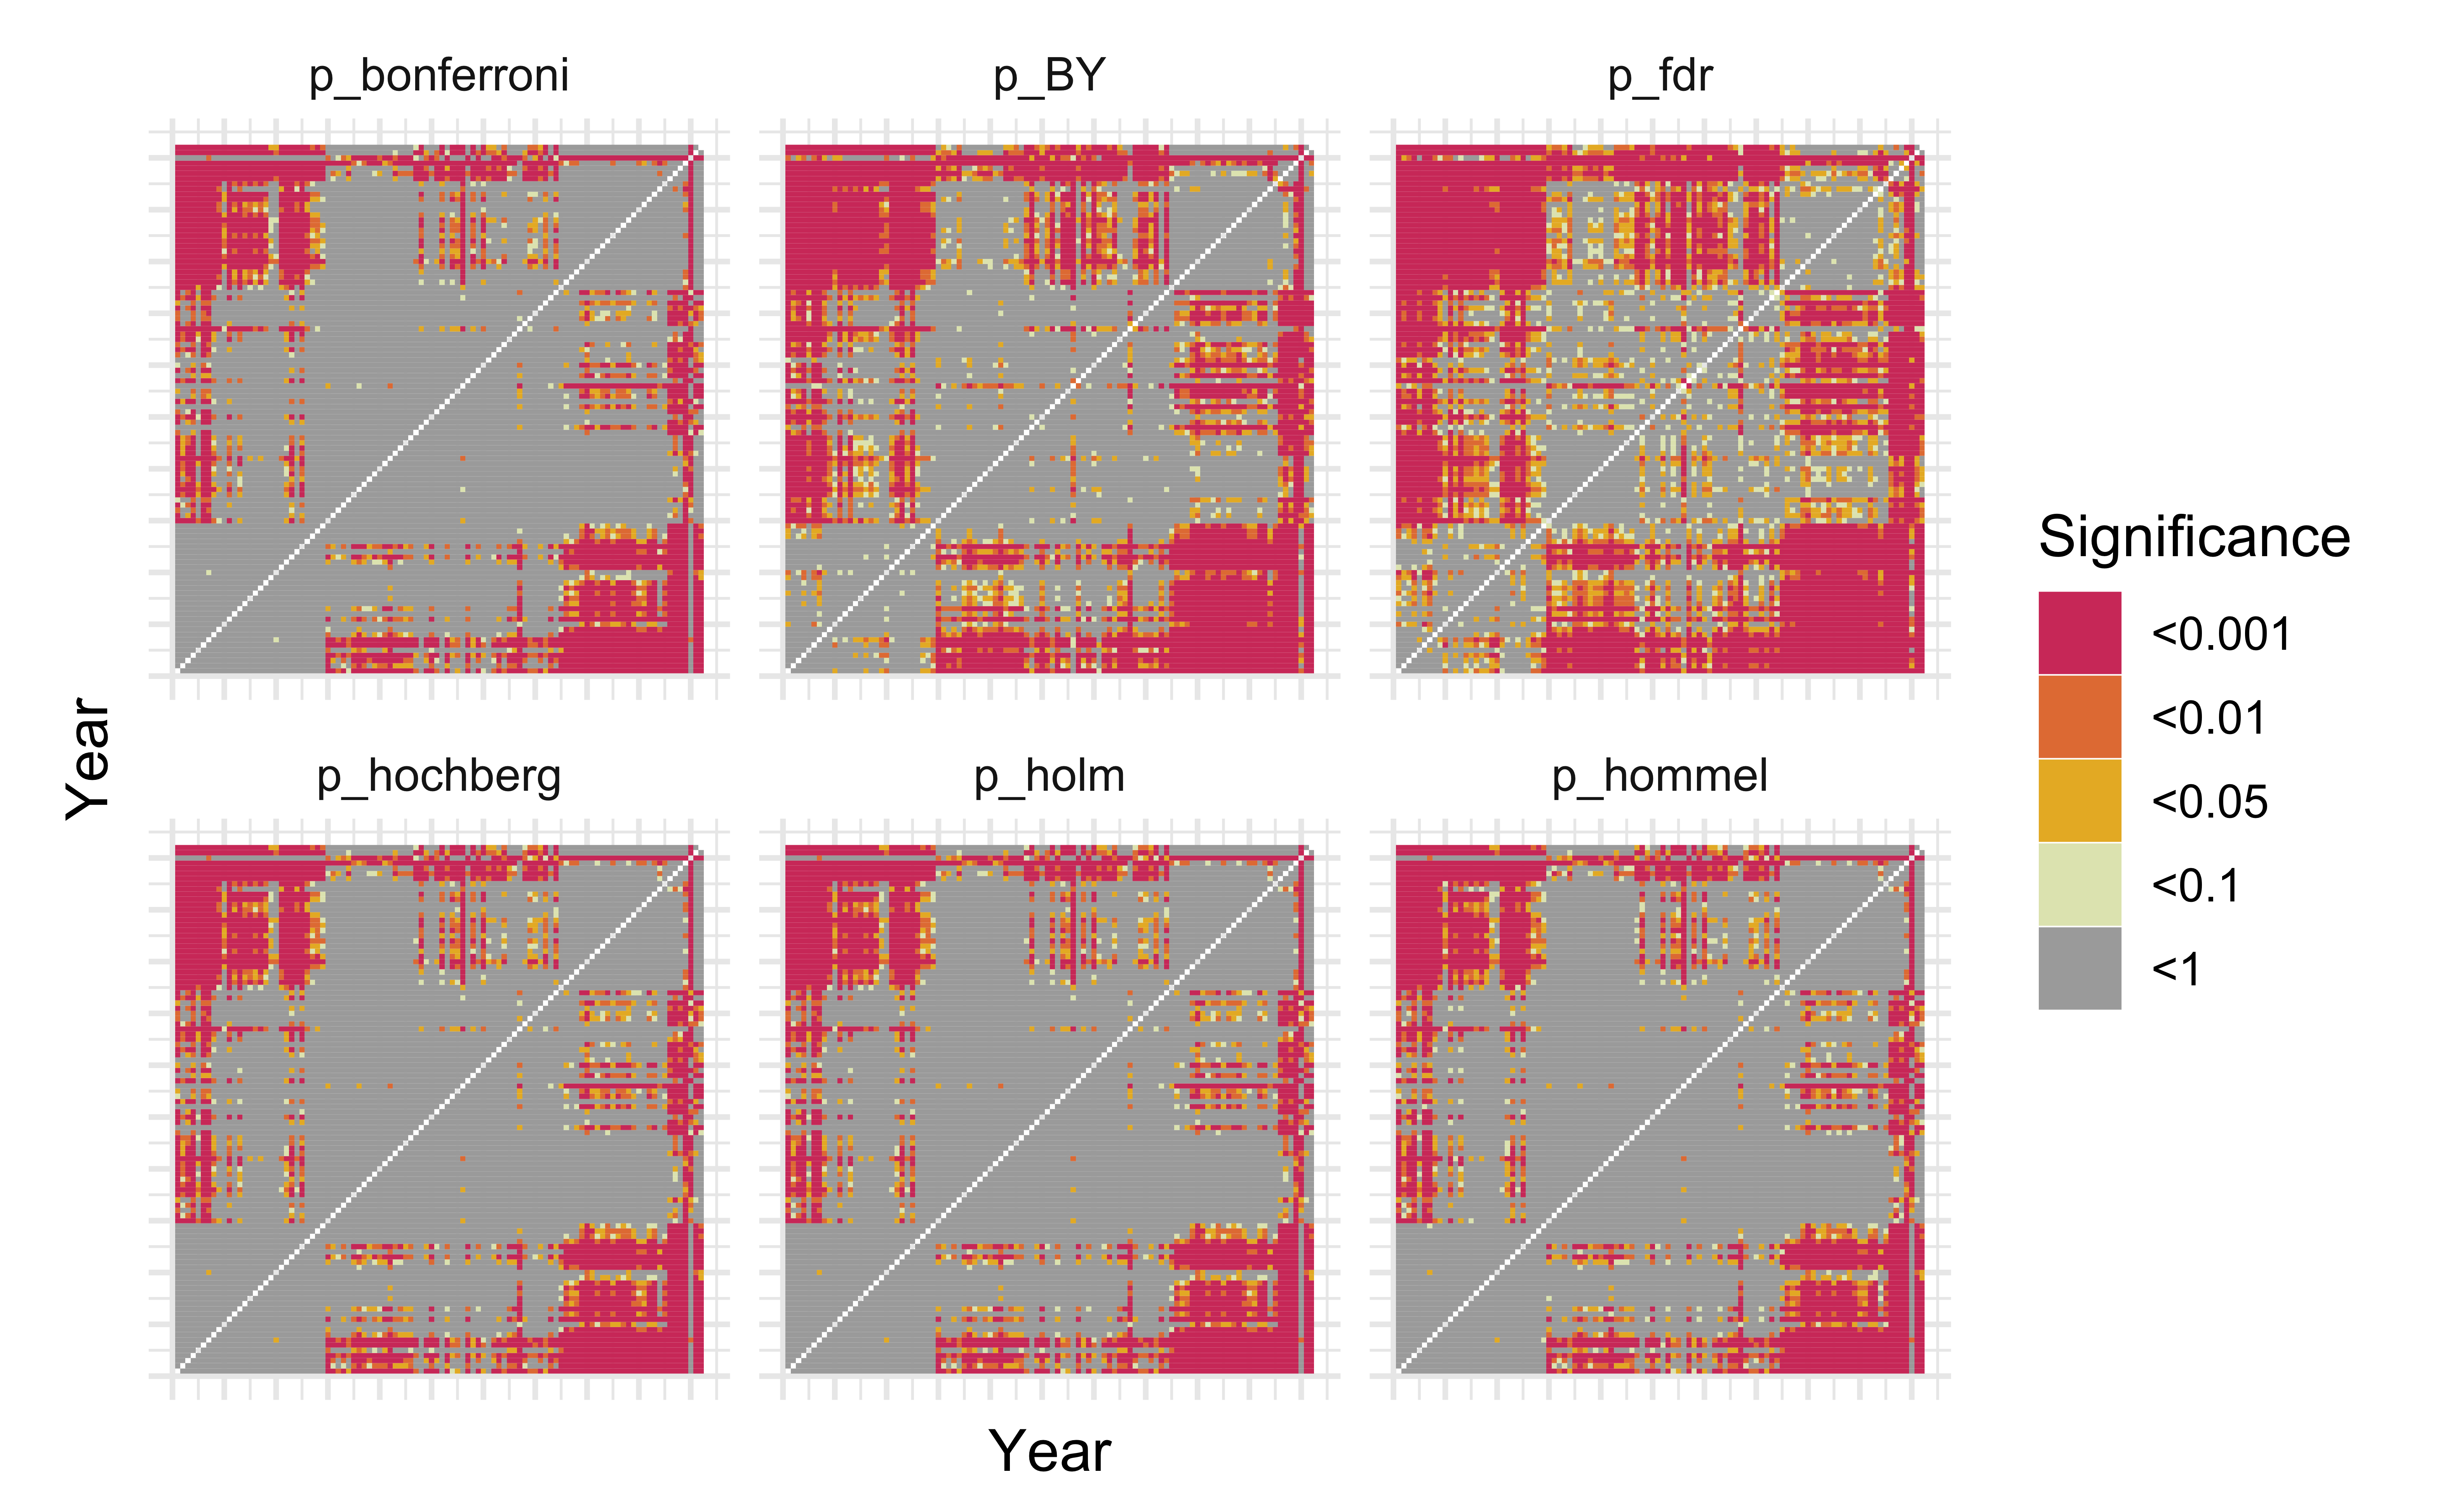 p_bonferroni
p_BY
p_fdr
p_hochberg
p_holm
p_hommel
Year
Year
Significance
<0.001
<0.01
<0.05
<0.1
<1